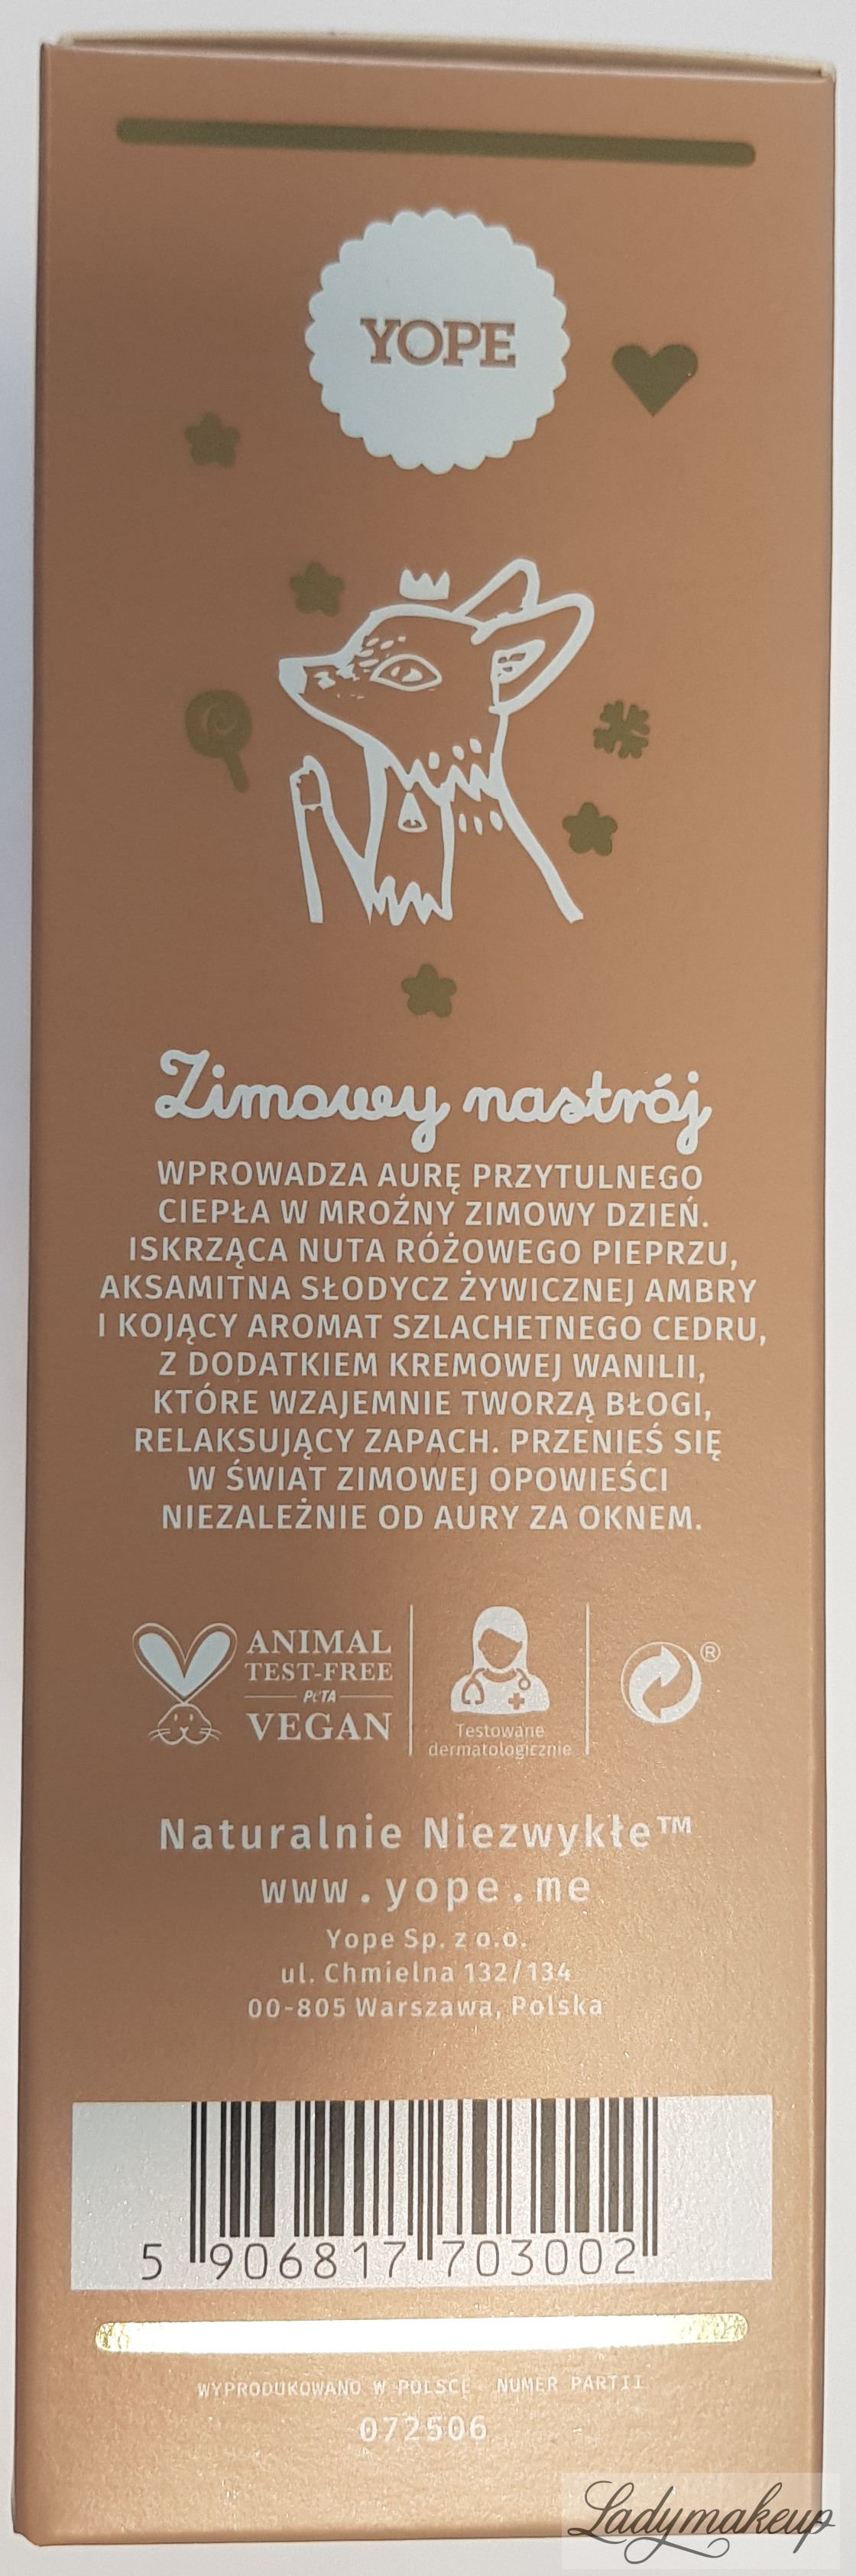 YOPE
Zimowy nastrój
WPROWADZA AURĘ PRZYTULNEGO
CIEPŁA W MROŹNY ZIMOWY DZIEŃ.
ISKRZĄCA NUTA RÓŻOWEGO PIEPRZU,
AKSAMITNA SŁODYCZ ŻYWICZNEJ AMBRY
I KOJĄCY AROMAT SZLACHETNEGO CEDRU,
Z DODATKIEM KREMOWEJ WANILII,
KTÓRE WZAJEMNIE TWORZĄ BŁOGI,
RELAKSUJĄCY ZAPACH. PRZENIEŚ SIĘ
W ŚWIAT ZIMOWEJ OPOWIEŚCI
NIEZALEŻNIE OD AURY ZA OKNEM.
ANIMAL
TEST-FREE
PETA
VEGAN
Testowane
dermatologicznie
®
Naturalnie Niezwykłe™
www.yope.me
Yope Sp. z o.o.
ul. Chmielna 132/134
00-805 Warszawa, Polska
5 906817 703002
WYPRODUKOWANO W POLSCE NUMER PARTII
072506
Ladymakeup